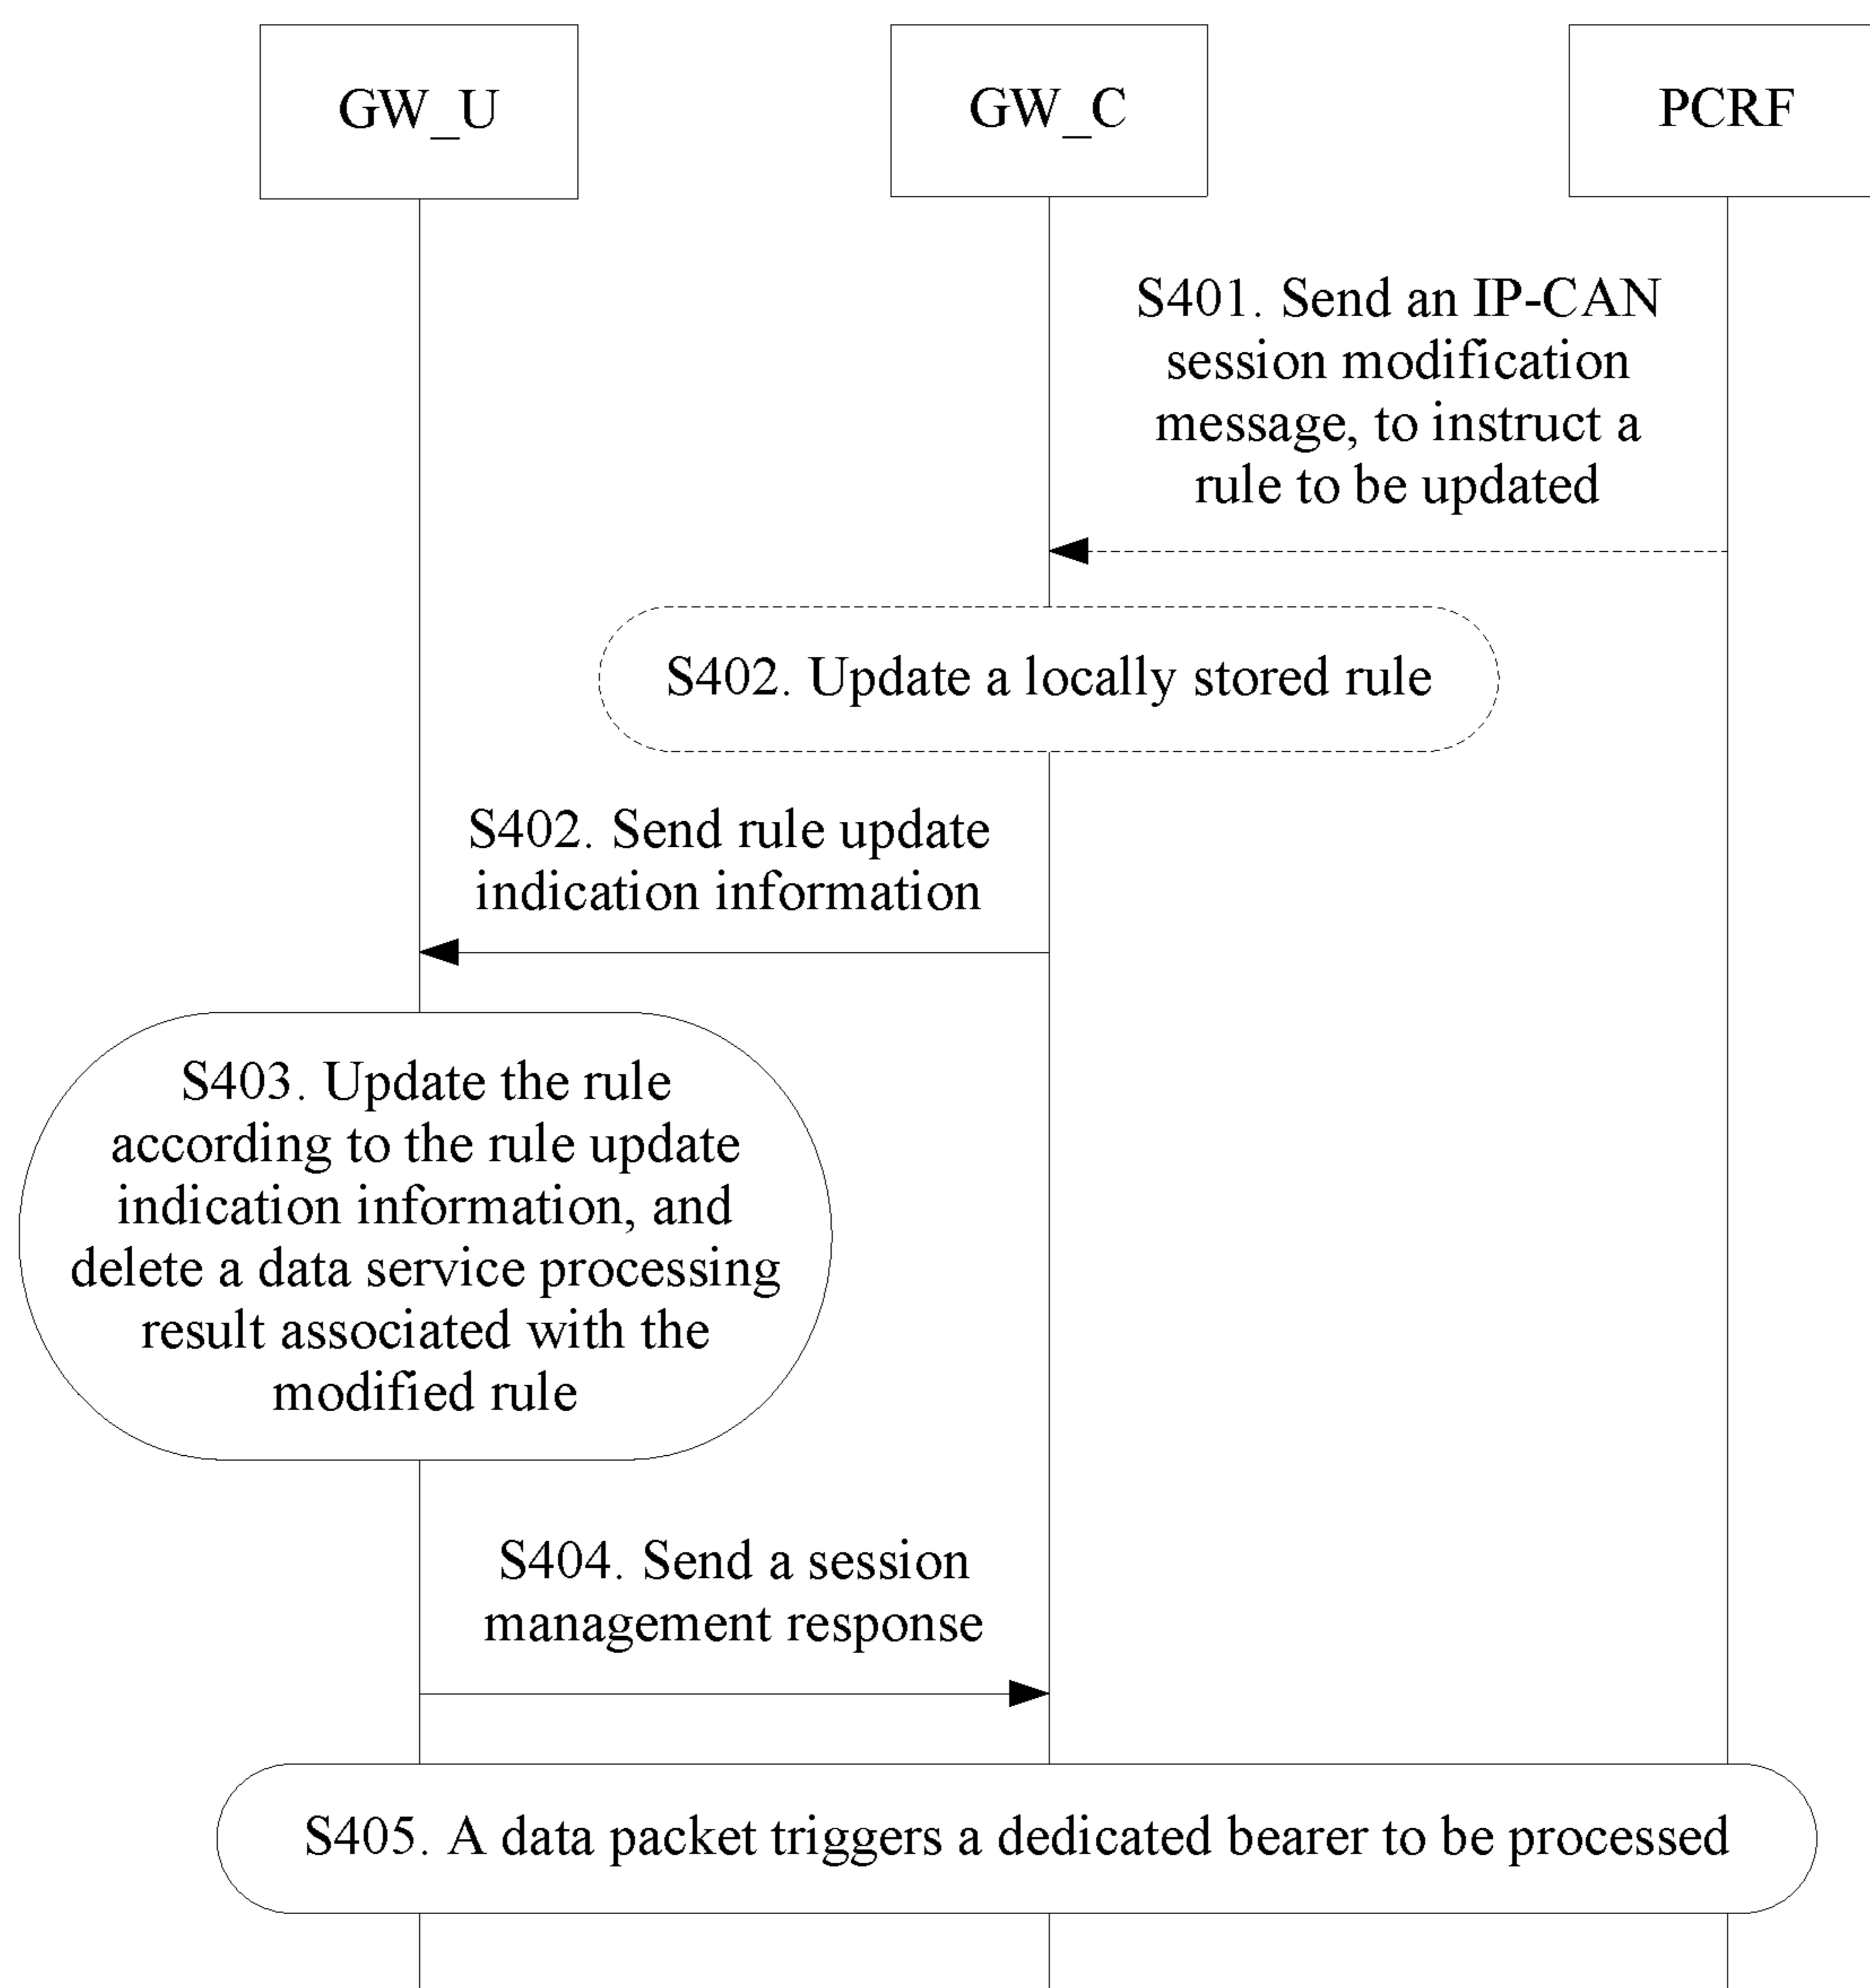 GW_U
GW_C
PCRF
S401. Send an IP-CAN
session modification
message, to instruct a
rule to be updated
S402. Update a locally stored rule
S402. Send rule update
indication information
S403. Update the rule
according to the rule update
indication information, and
delete a data service processing
result associated with the
modified rule
S404. Send a session
management response
S405. A data packet triggers a dedicated bearer to be processed